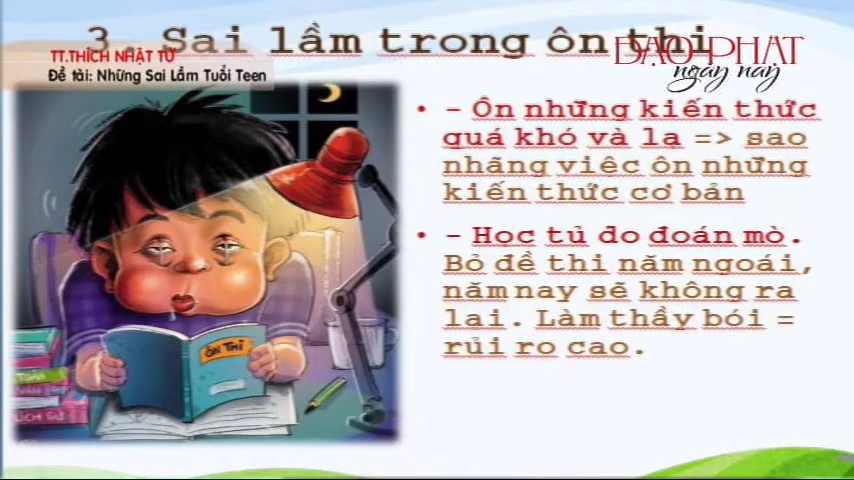 3. Sai lầm trong ôn thi
TT.THÍCH NHẬT TỪ
Đề tài: Những Sai Lầm Tuổi Teen
ĐẠO PHẬT
ngày nay
• - Ôn những kiến thức
quá khó và lạ => sao
nhãng việc ôn những
kiến thức cơ bản
• - Học tủ do đoán mò.
Bỏ đề thi năm ngoái,
năm nay sẽ không ra
lại. Làm thầy bói =
rủi ro cao.
ÔN THI
TOÁN
LỊCH SỬ